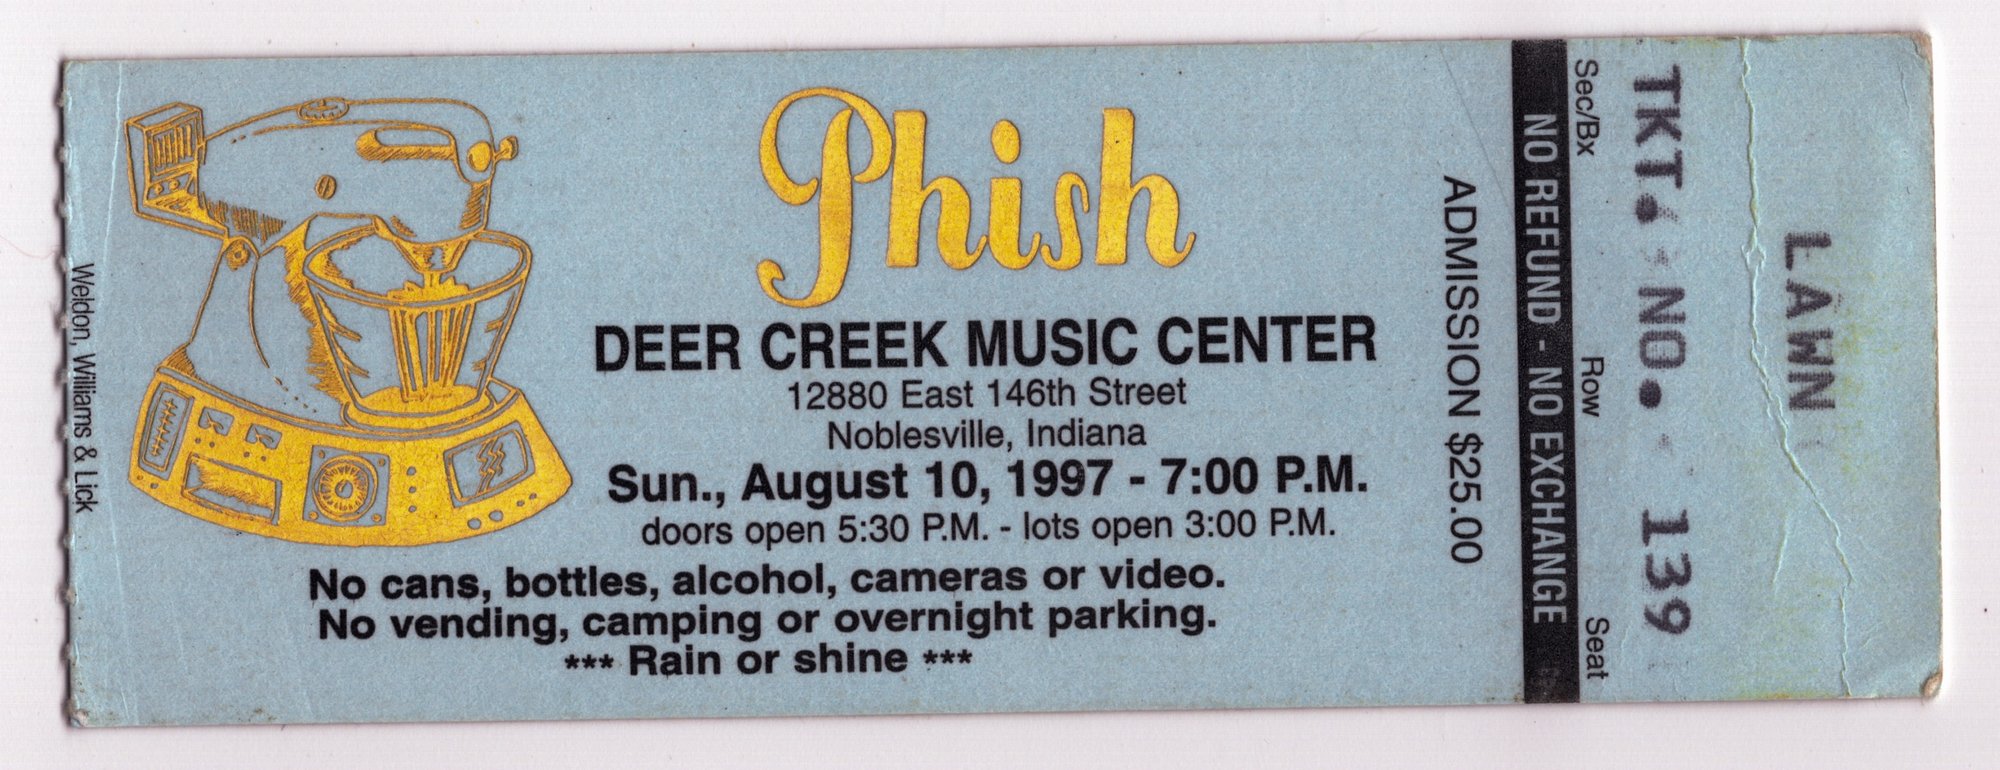 Weldon, Williams & Lick
Phish
DEER CREEK MUSIC CENTER
12880 East 146th Street
Noblesville, Indiana
Sun., August 10, 1997 - 7:00 P.M.
doors open 5:30 P.M. - lots open 3:00 P.M.
No cans, bottles, alcohol, cameras or video.
No vending, camping or overnight parking.
*** Rain or shine ***
ADMISSION $25.00
NO REFUND - NO EXCHANGE
Sec/Bx Row Seat
TKT. NO. 139
LAWN